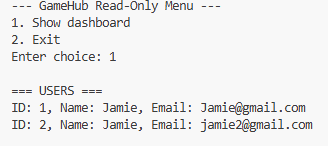 --- GameHub Read-Only Menu ---
1. Show dashboard
2. Exit
Enter choice: 1
=== USERS ===
ID: 1, Name: Jamie, Email: Jamie@gmail.com
ID: 2, Name: Jamie, Email: jamie2@gmail.com